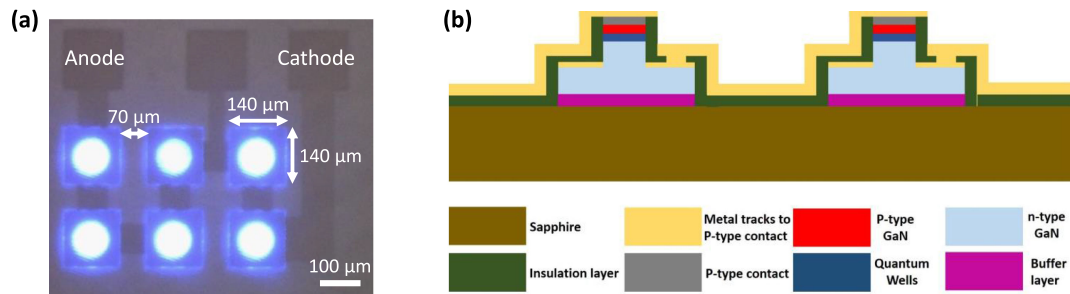 (a)
Anode
Cathode
140 µm
70 µm
140 µm
100 µm
(b)
Sapphire
Metal tracks to
P-type contact
P-type
GaN
n-type
GaN
Insulation layer
P-type contact
Quantum
Wells
Buffer
layer